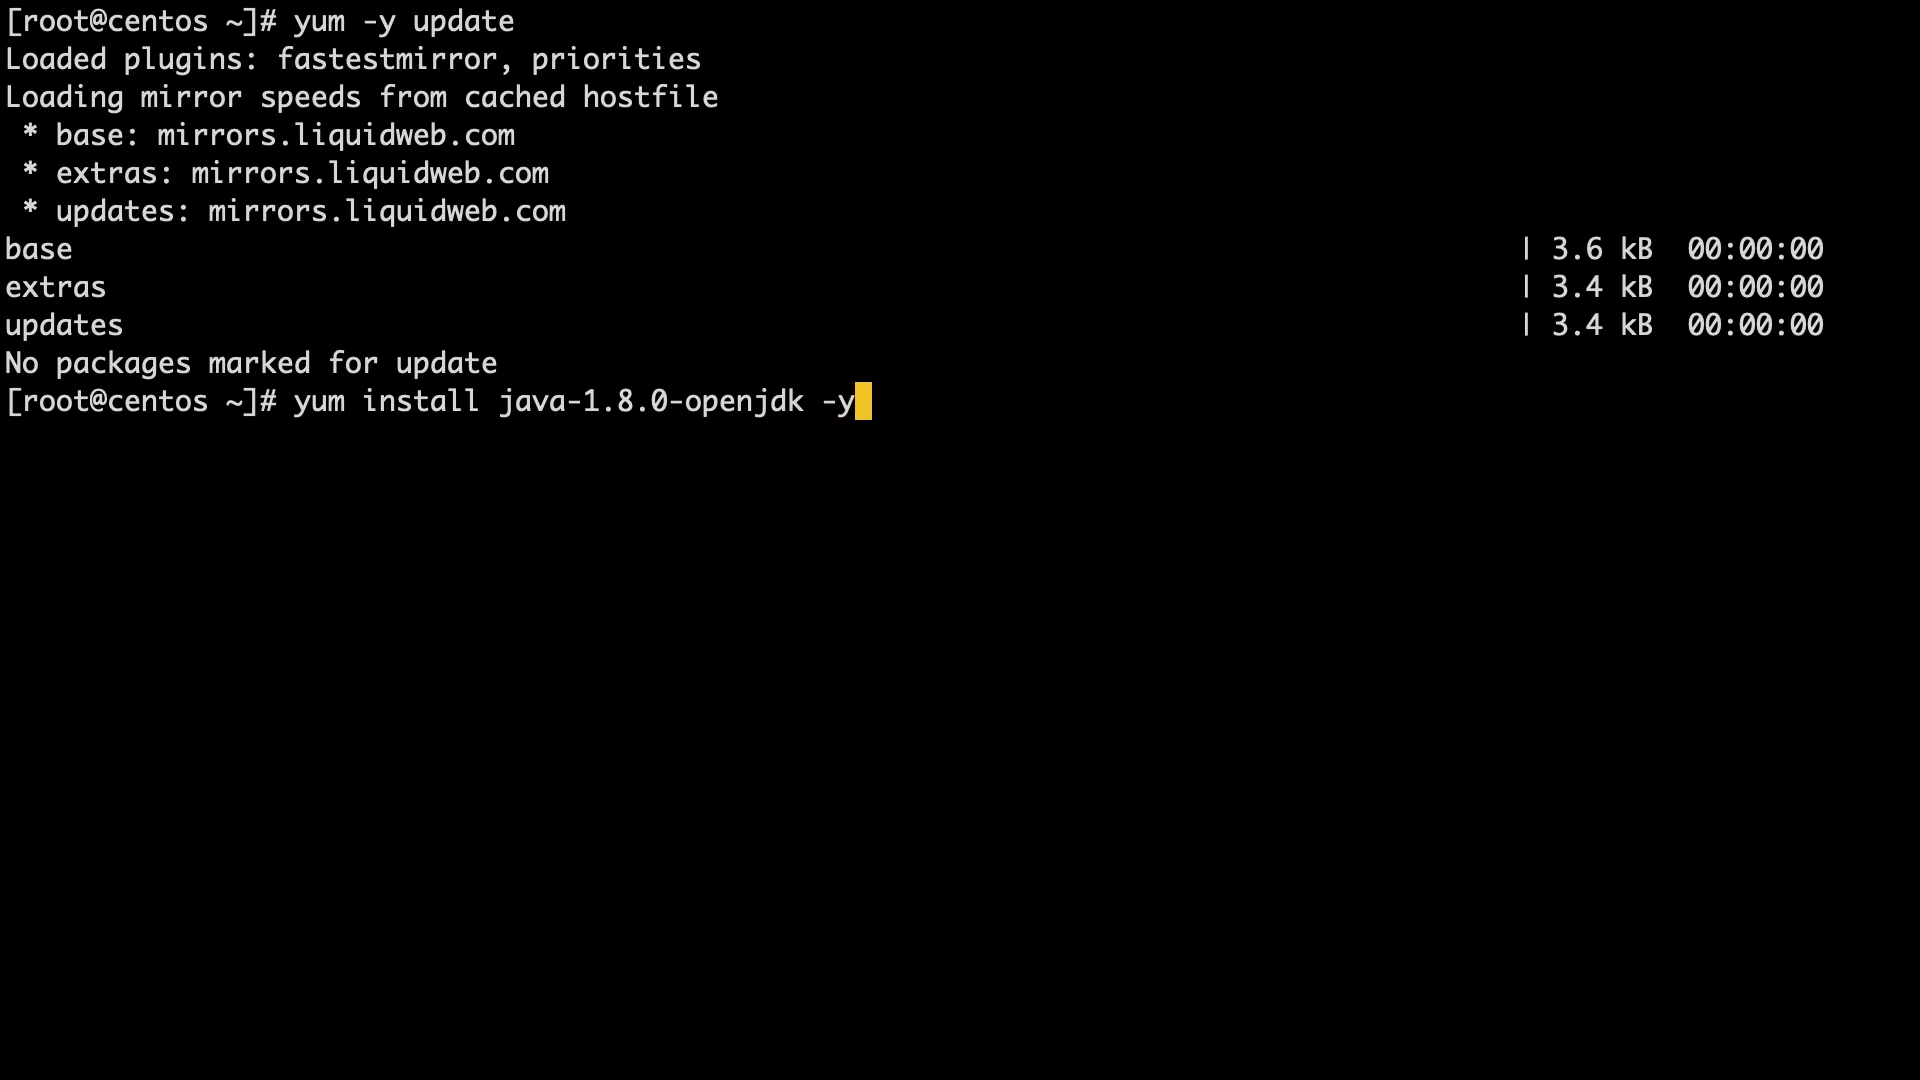 [root@centos ~]# yum -y update
Loaded plugins: fastestmirror, priorities
Loading mirror speeds from cached hostfile
 * base: mirrors.liquidweb.com
 * extras: mirrors.liquidweb.com
 * updates: mirrors.liquidweb.com
base | 3.6 kB 00:00:00
extras | 3.4 kB 00:00:00
updates | 3.4 kB 00:00:00
No packages marked for update
[root@centos ~]# yum install java-1.8.0-openjdk -y